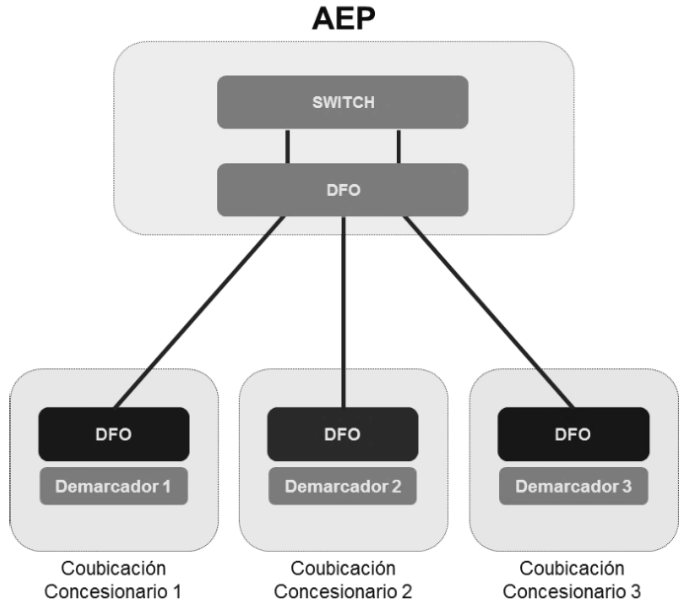 AEP
SWITCH
DFO
DFO
DFO
DFO
Demarcador 1
Demarcador 2
Demarcador 3
Coubicación
Concesionario 1
Coubicación
Concesionario 2
Coubicación
Concesionario 3